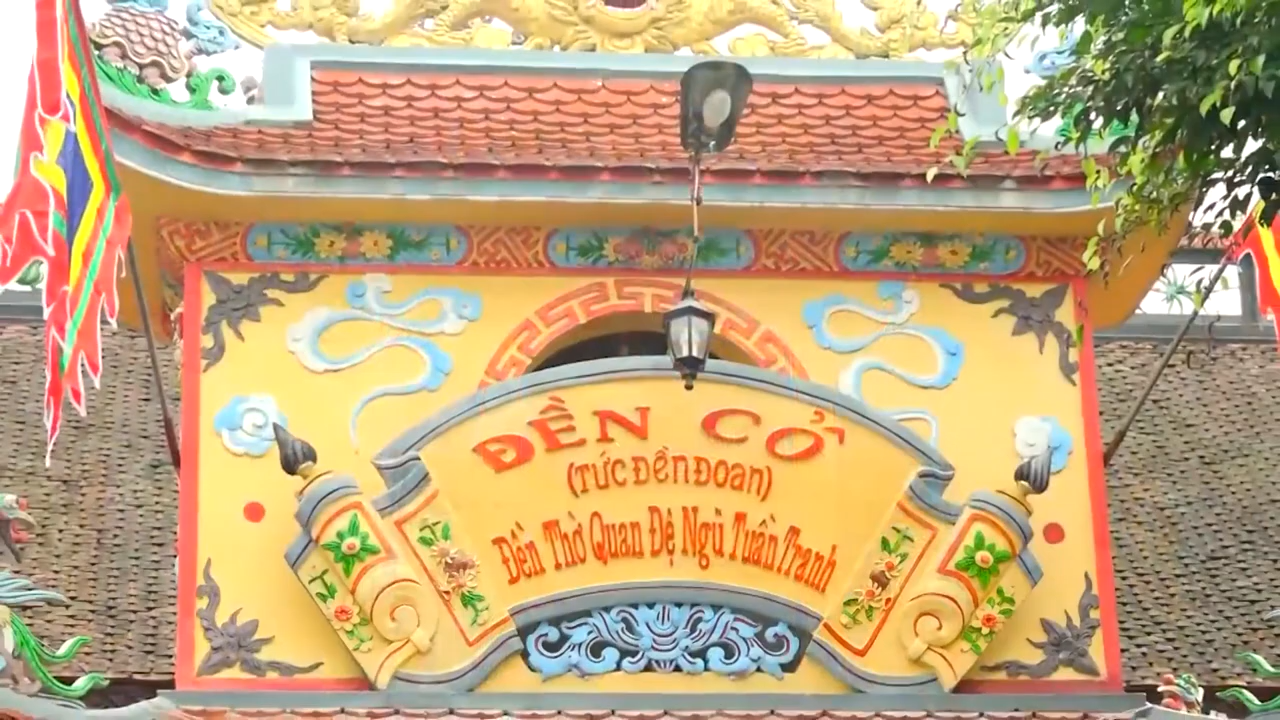 ĐỀN CỔ
(TỨC ĐỀN ĐOAN)
Đền Thờ Quan Đệ Ngũ Tuần Tranh